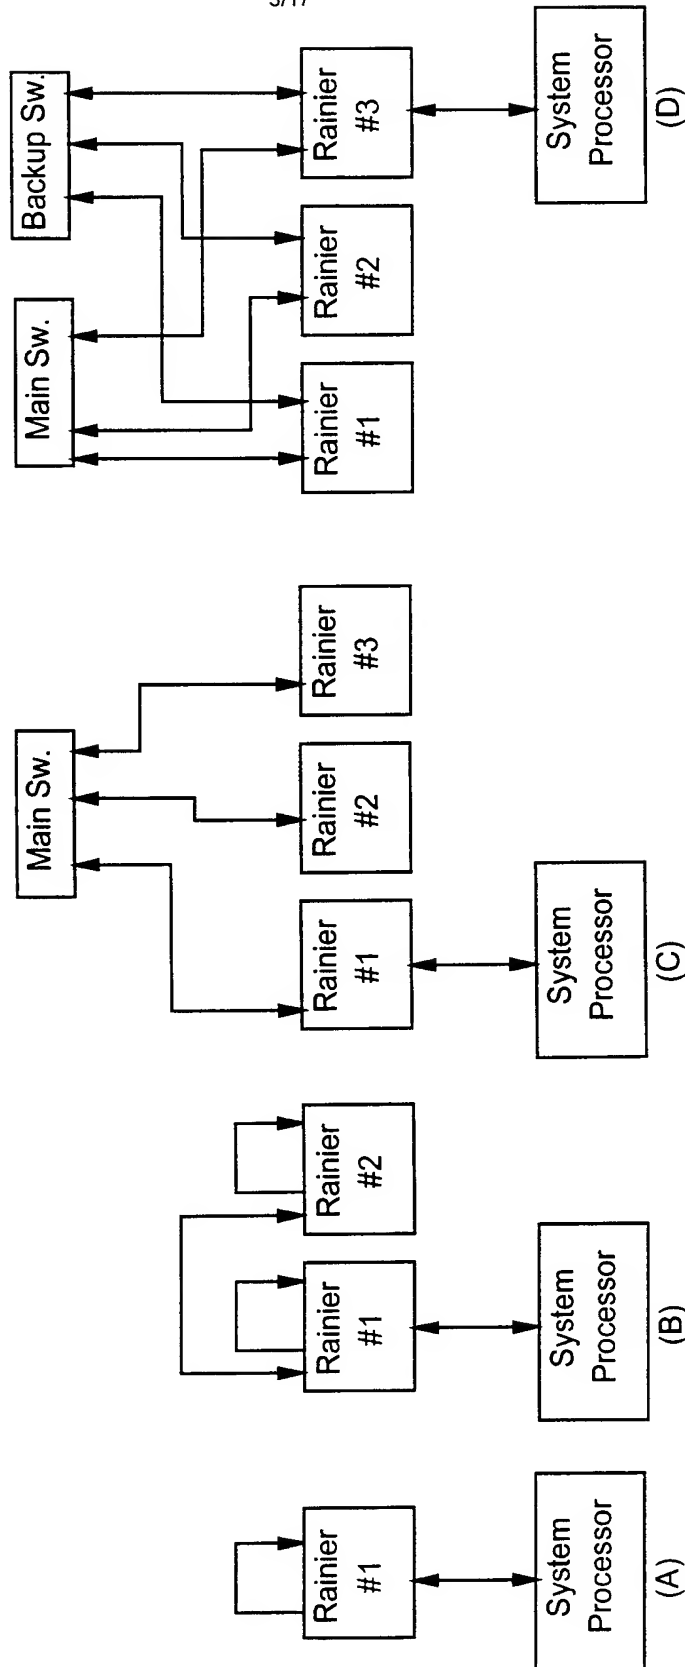 3/17
Rainier
#1
System
Processor
(A)
Rainier
#1
Rainier
#2
System
Processor
(B)
Main Sw.
Rainier
#1
Rainier
#2
Rainier
#3
System
Processor
(C)
Main Sw.
Backup Sw.
Rainier
#1
Rainier
#2
Rainier
#3
System
Processor
(D)